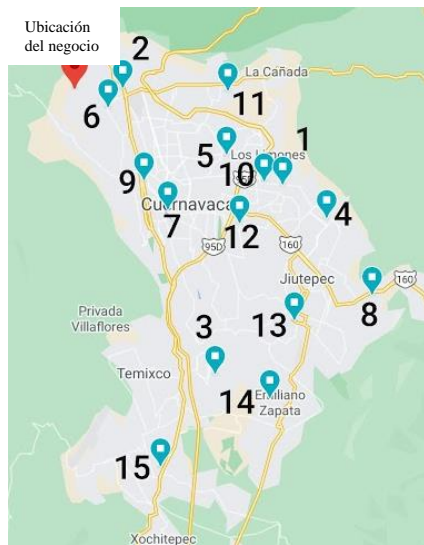 Ubicación
del negocio
2
La Cañada
6
11
1
5
Los Limones
9
10
Cuernavaca
4
7
12
95D
160
Jiutepec
160
8
Privada
Villaflores
3
13
Temixco
14
Emiliano
Zapata
15
Xochitepec